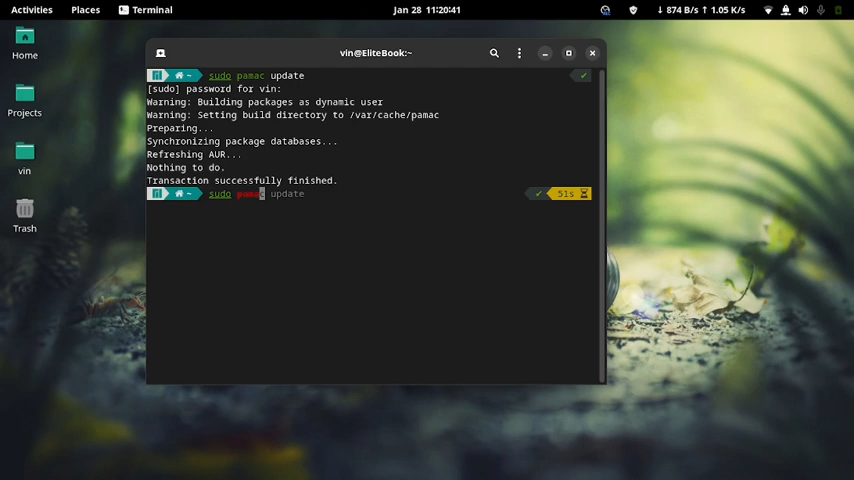 Activities Places Terminal Jan 28 11:20:41 ↓ 874 B/s ↑ 1.05 K/s
Home
Projects
vin
Trash
vin@EliteBook:~
~ sudo pamac update ✔
[sudo] password for vin:
Warning: Building packages as dynamic user
Warning: Setting build directory to /var/cache/pamac
Preparing...
Synchronizing package databases...
Refreshing AUR...
Nothing to do.
Transaction successfully finished.
~ sudo pamac update ✔ 51s